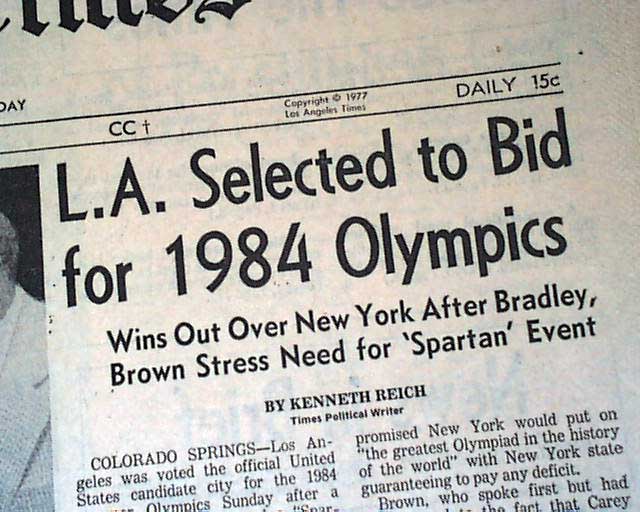 DAY
CC †
Copyright © 1977
Los Angeles Times
DAILY 15¢
L.A. Selected to Bid
for 1984 Olympics
Wins Out Over New York After Bradley,
Brown Stress Need for 'Spartan' Event
BY KENNETH REICH
Times Political Writer
COLORADO SPRINGS—Los An-
geles was voted the official United
States candidate city for the 1984
Olympics Sunday after a
"Spar-
promised New York would put on
"the greatest Olympiad in the history
of the world" with New York state
guaranteeing to pay any deficit.
Brown, who spoke first but had
the fact that Carey